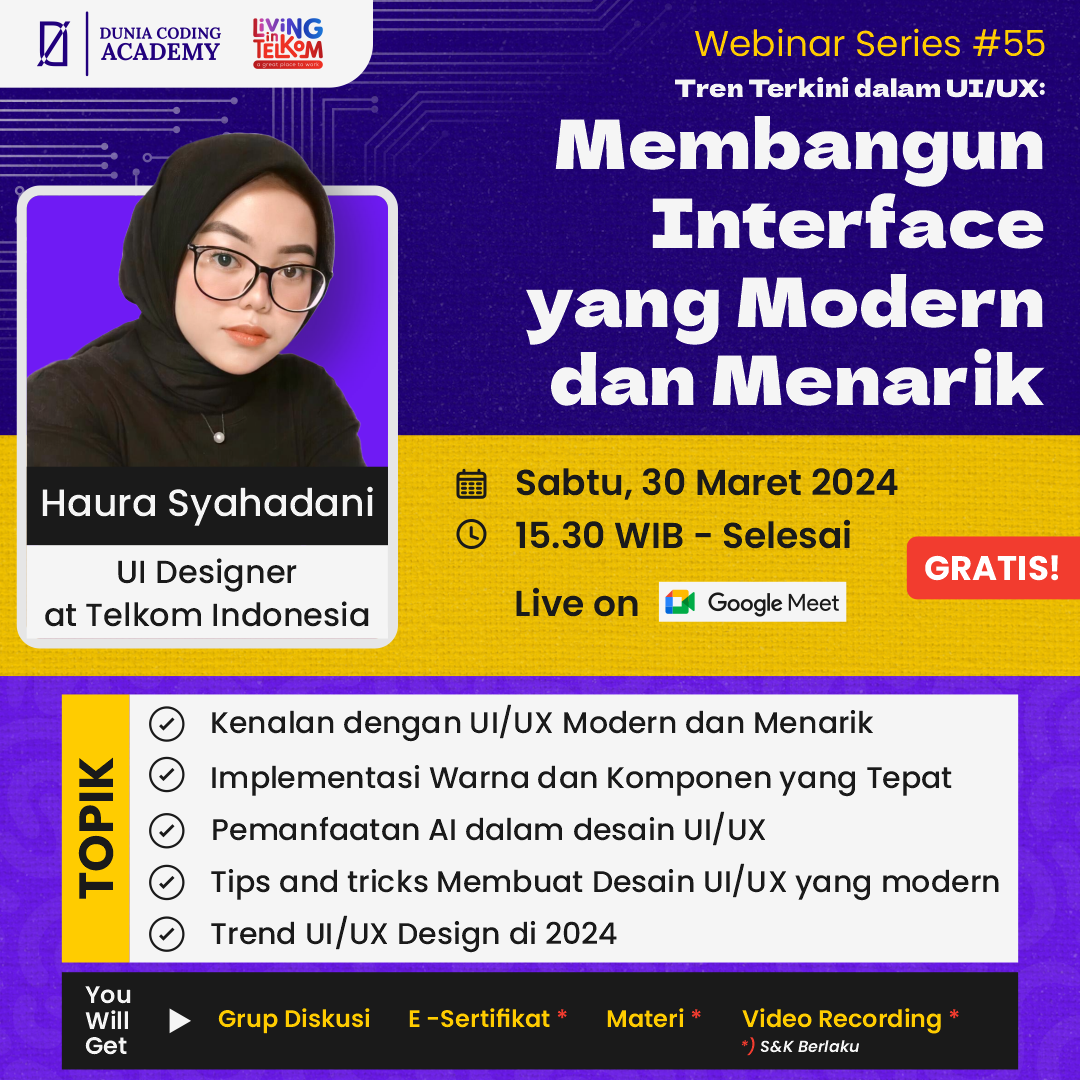 DUNIA CODING
ACADEMY
LiViNG
in
TELKOM
a great place to work
Webinar Series #55
Tren Terkini dalam UI/UX:
Membangun
Interface
yang Modern
dan Menarik
Haura Syahadani
UI Designer
at Telkom Indonesia
Sabtu, 30 Maret 2024
15.30 WIB - Selesai
Live on Google Meet
GRATIS!
TOPIK
Kenalan dengan UI/UX Modern dan Menarik
Implementasi Warna dan Komponen yang Tepat
Pemanfaatan AI dalam desain UI/UX
Tips and tricks Membuat Desain UI/UX yang modern
Trend UI/UX Design di 2024
You
Will
Get
Grup Diskusi E -Sertifikat * Materi * Video Recording *
*) S&K Berlaku